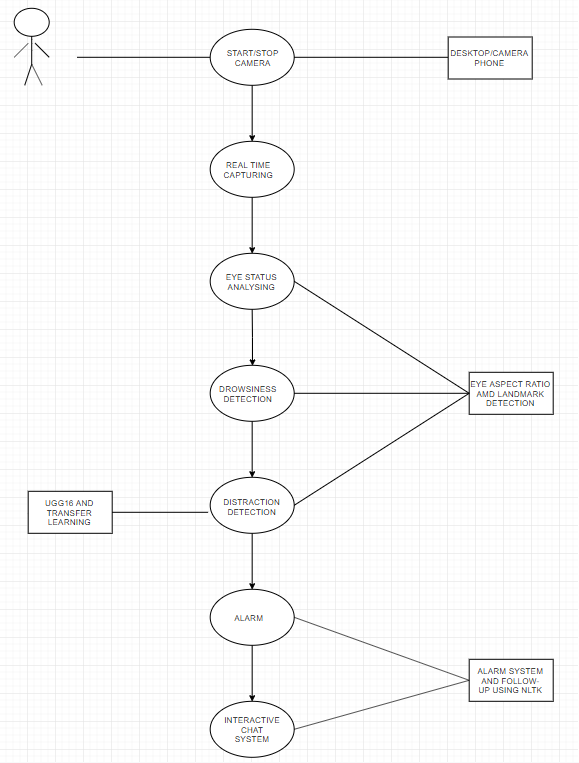 START/STOP
CAMERA
DESKTOP/CAMERA
PHONE
REAL TIME
CAPTURING
EYE STATUS
ANALYSING
DROWSINESS
DETECTION
EYE ASPECT RATIO
AMD LANDMARK
DETECTION
DISTRACTION
DETECTION
UGG16 AND
TRANSFER
LEARNING
ALARM
ALARM SYSTEM
AND FOLLOW-
UP USING NLTK
INTERACTIVE
CHAT
SYSTEM